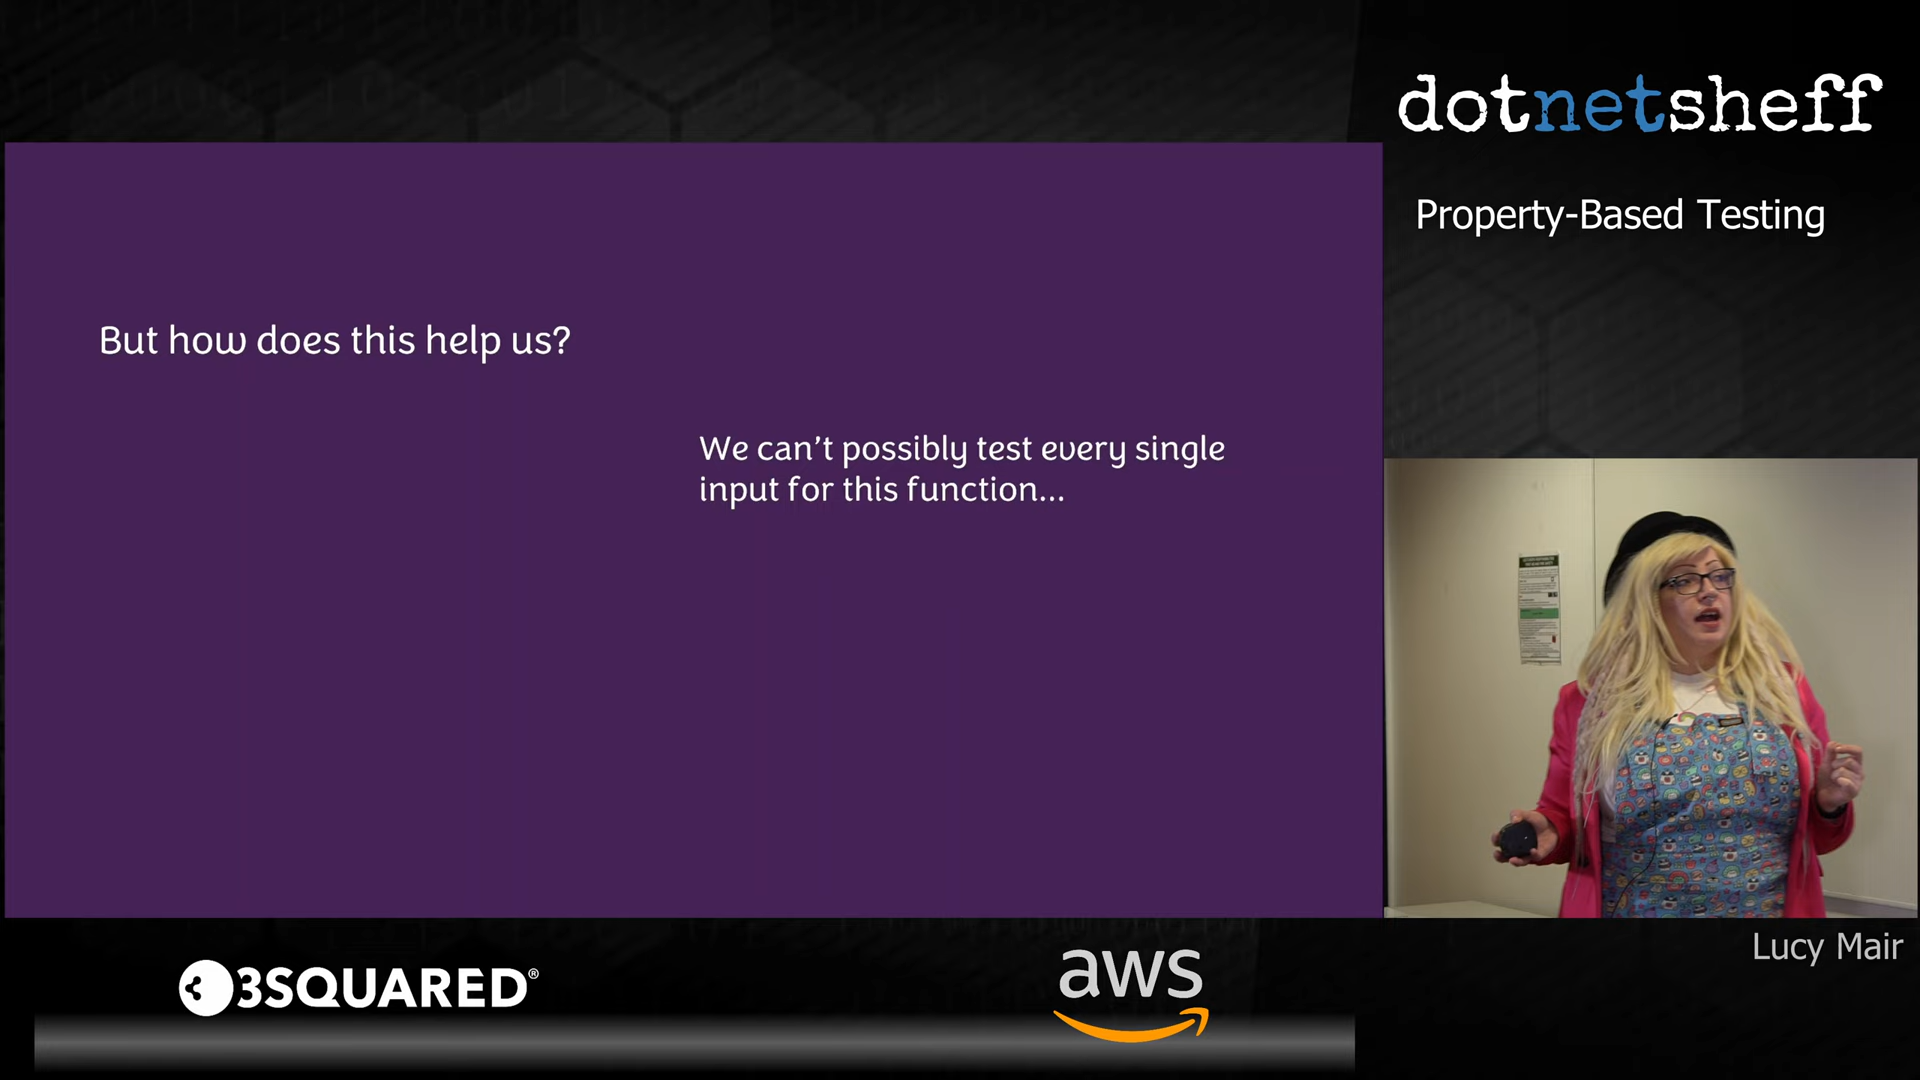 dotnetsheff
Property-Based Testing
But how does this help us?
We can't possibly test every single
input for this function...
Lucy Mair
3SQUARED®
aws